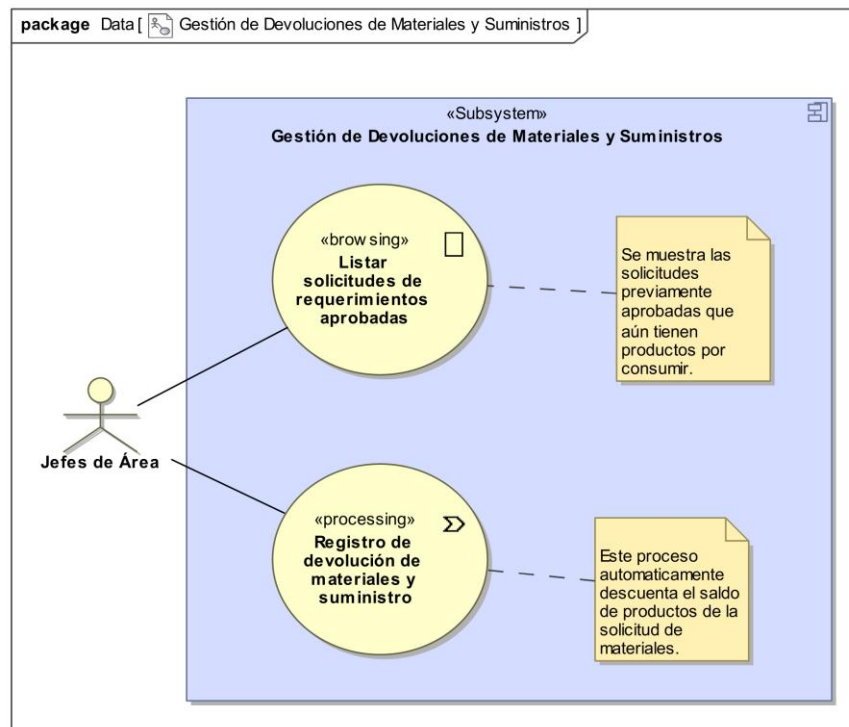 package Data [ Gestión de Devoluciones de Materiales y Suministros ]
«Subsystem»
Gestión de Devoluciones de Materiales y Suministros
«browsing»
Listar
solicitudes de
requerimientos
aprobadas
Se muestra las
solicitudes
previamente
aprobadas que
aún tienen
productos por
consumir.
Jefes de Área
«processing»
Registro de
devolución de
materiales y
suministro
Este proceso
automaticamente
descuenta el saldo
de productos de la
solicitud de
materiales.